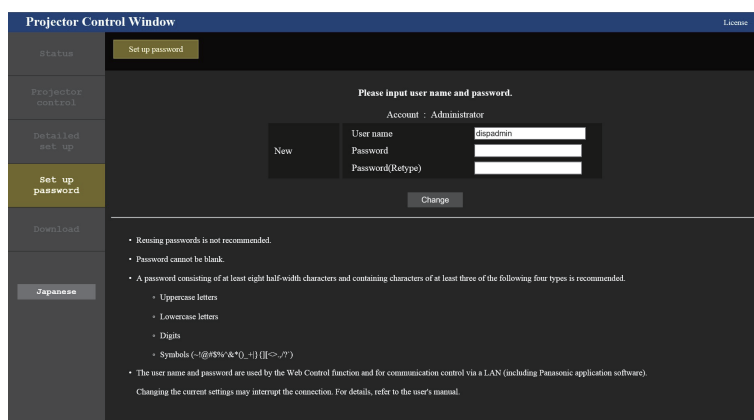 Projector Control Window
License
Status
Set up password
Projector
control
Detailed
set up
Set up
password
Download
Japanese
Please input user name and password.
Account : Administrator
New
User name
dispadmin
Password
Password(Retype)
Change
• Reusing passwords is not recommended.
• Password cannot be blank.
• A password consisting of at least eight half-width characters and containing characters of at least three of the following four types is recommended.
Uppercase letters
Lowercase letters
Digits
Symbols (~!@#$%^&*()_+|}{][<>.,/?`)
• The user name and password are used by the Web Control function and for communication control via a LAN (including Panasonic application software).
Changing the current settings may interrupt the connection. For details, refer to the user's manual.